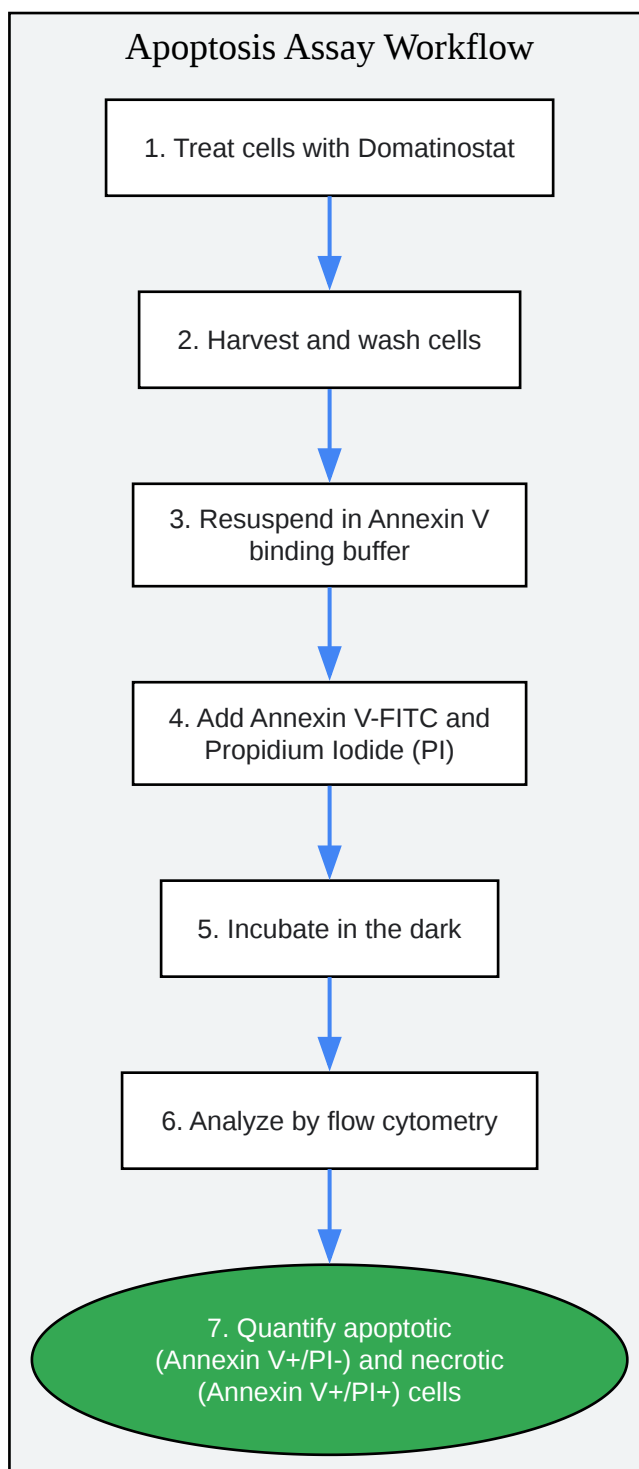 Apoptosis Assay Workflow
1. Treat cells with Domatinostat
2. Harvest and wash cells
3. Resuspend in Annexin V
binding buffer
4. Add Annexin V-FITC and
Propidium Iodide (PI)
5. Incubate in the dark
6. Analyze by flow cytometry
7. Quantify apoptotic
(Annexin V+/PI-) and necrotic
(Annexin V+/PI+) cells